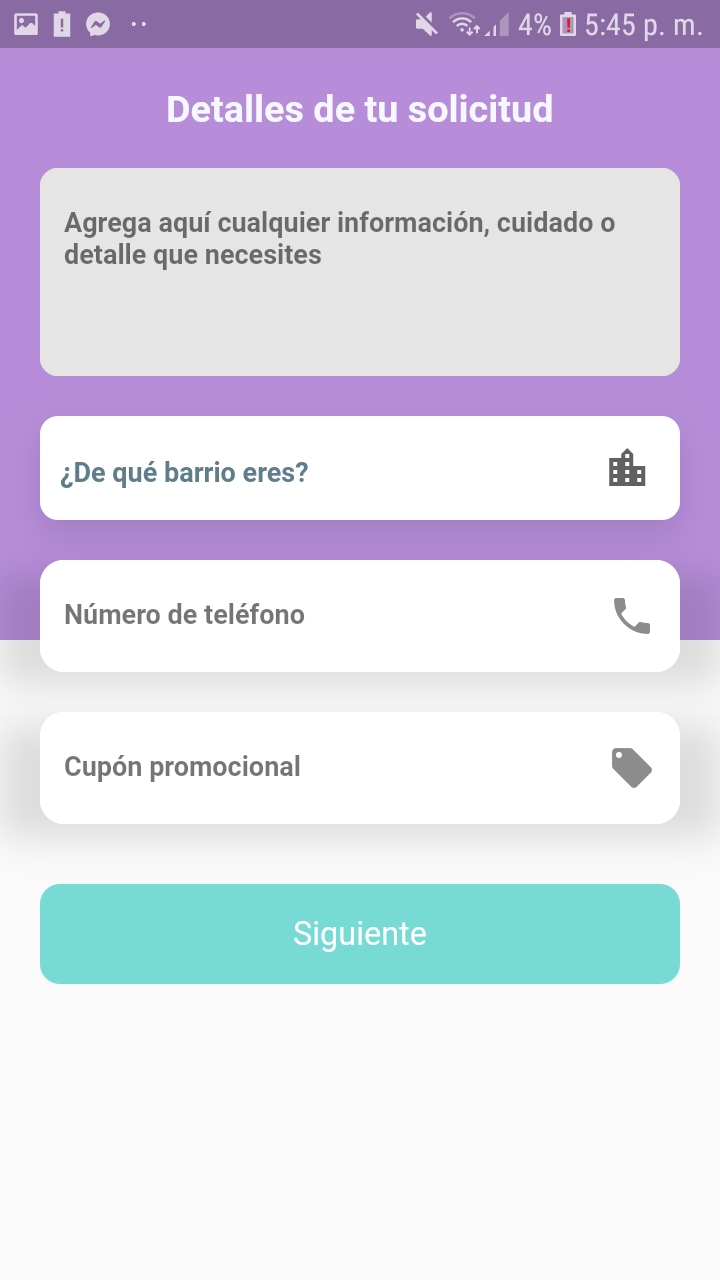 4% 5:45 p. m.
Detalles de tu solicitud
Agrega aquí cualquier información, cuidado o
detalle que necesites
¿De qué barrio eres?
Número de teléfono
Cupón promocional
Siguiente